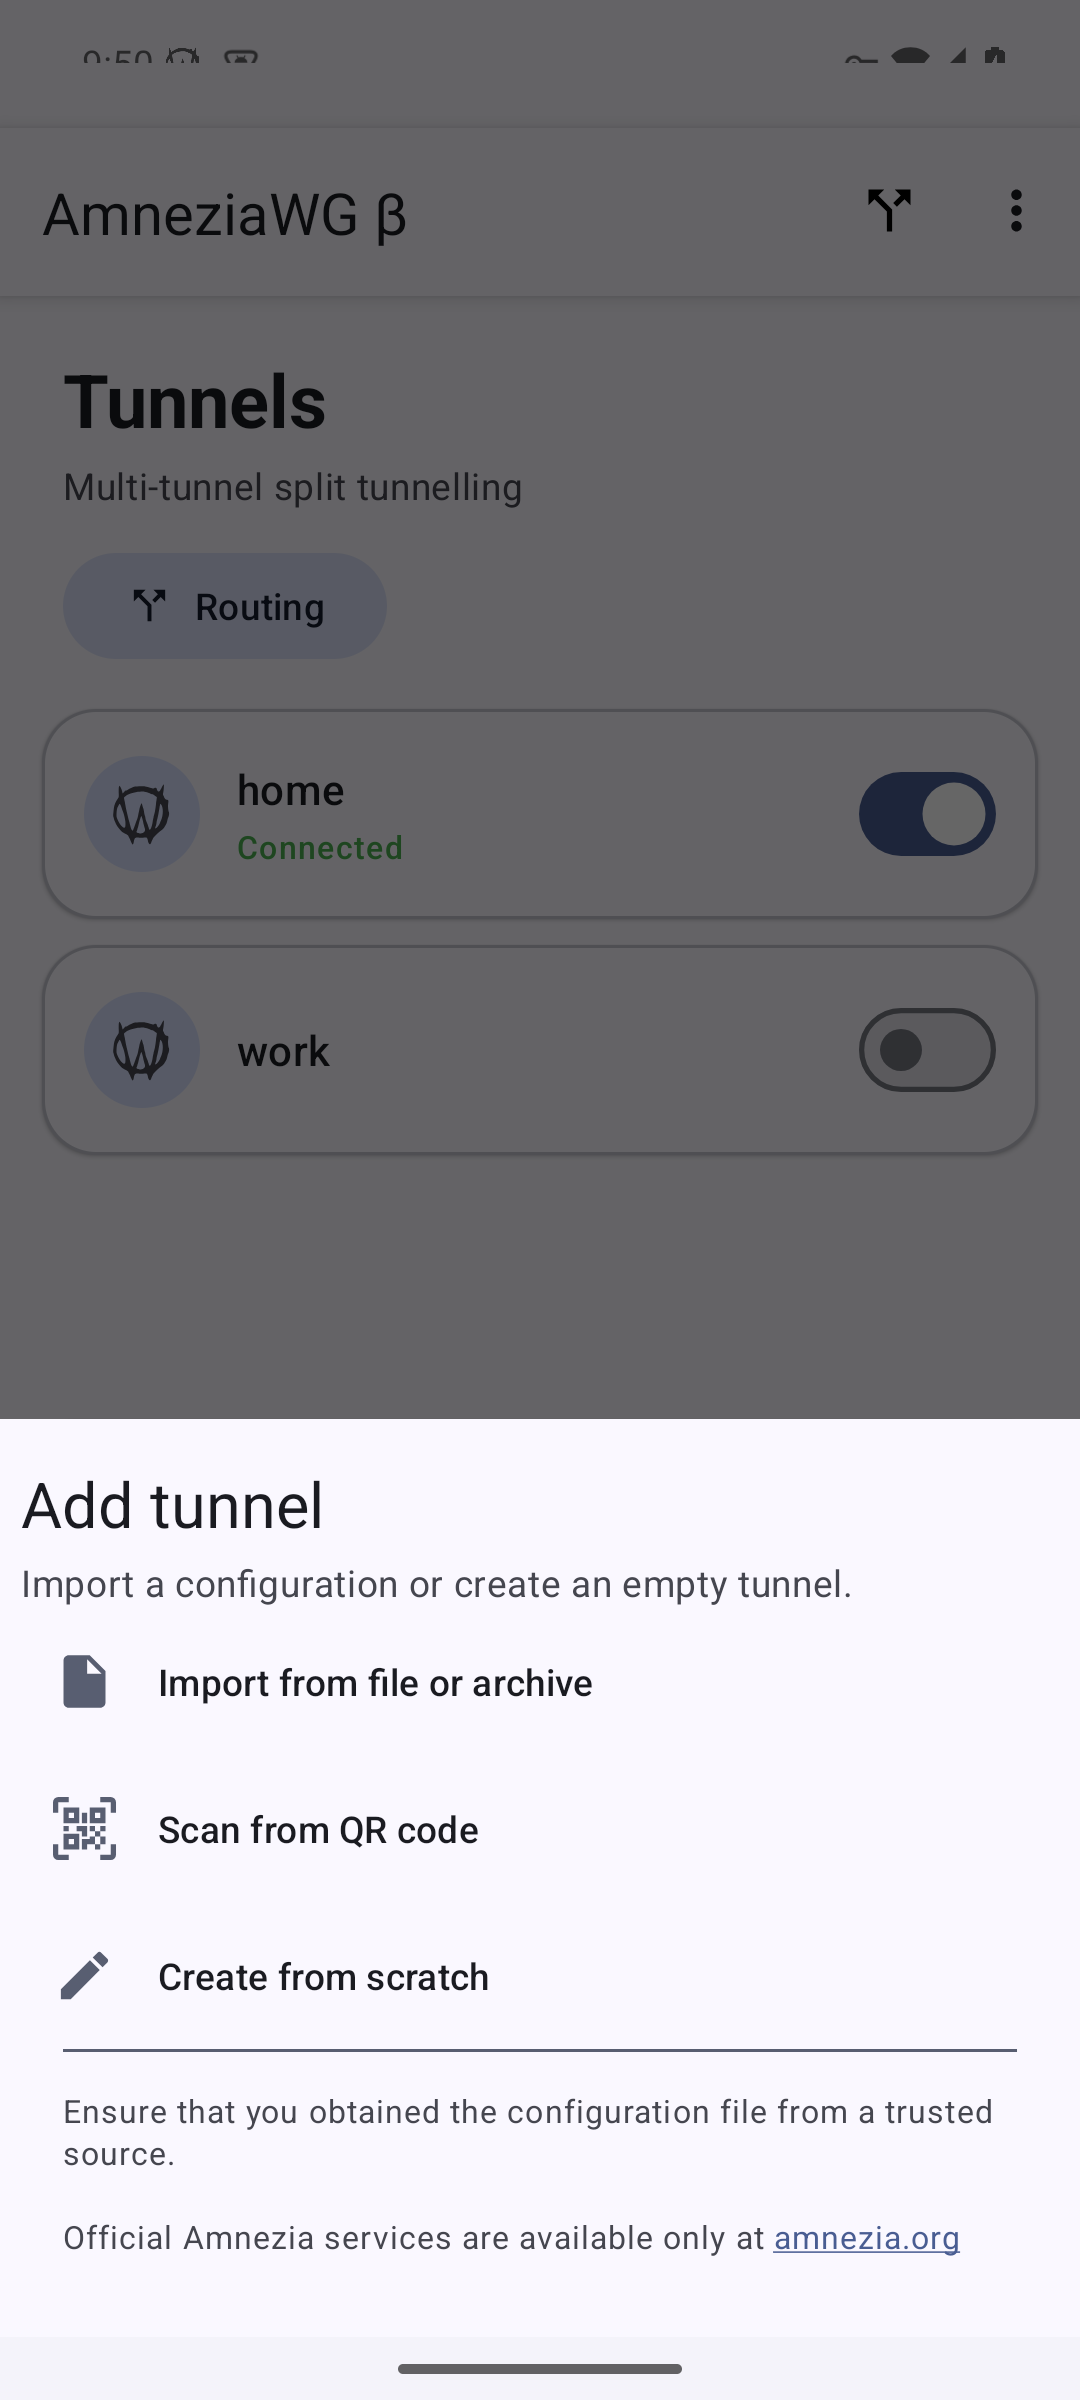 AmneziaWG β
Tunnels
Multi-tunnel split tunnelling
Routing
home
Connected
work
Add tunnel
Import a configuration or create an empty tunnel.
Import from file or archive
Scan from QR code
Create from scratch
Ensure that you obtained the configuration file from a trusted
source.
Official Amnezia services are available only at amnezia.org